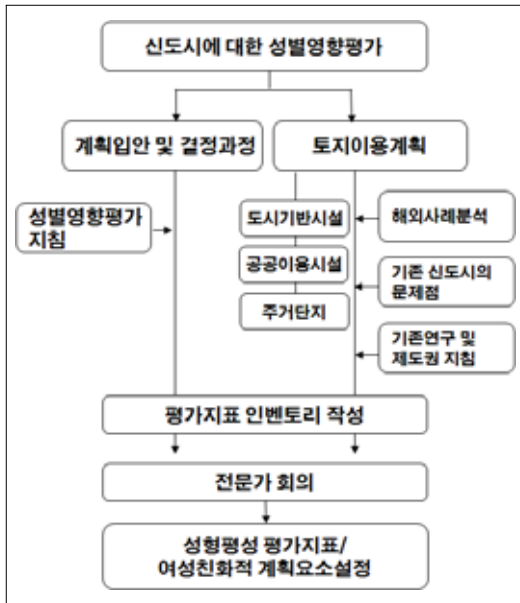 신도시에 대한 성별영향평가
계획입안 및 결정과정
토지이용계획
성별영향평가
지침
도시기반시설
공공이용시설
주거단지
해외사례분석
기존 신도시의
문제점
기존연구 및
제도권 지침
평가지표 인벤토리 작성
전문가 회의
성형평성 평가지표/
여성친화적 계획요소설정